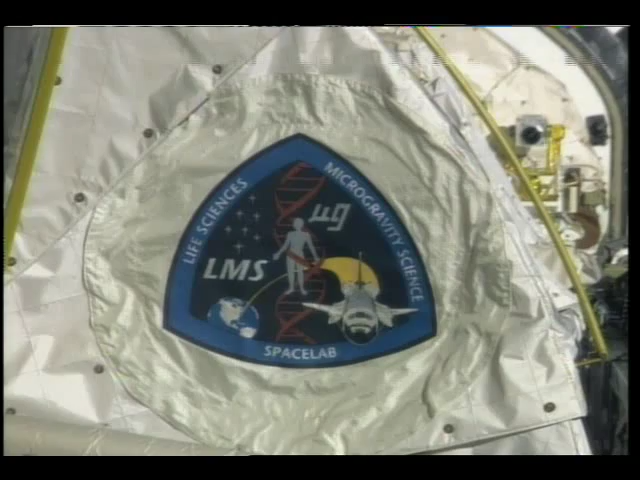 LIFE SCIENCES
MICROGRAVITY SCIENCE
µg
LMS
SPACELAB